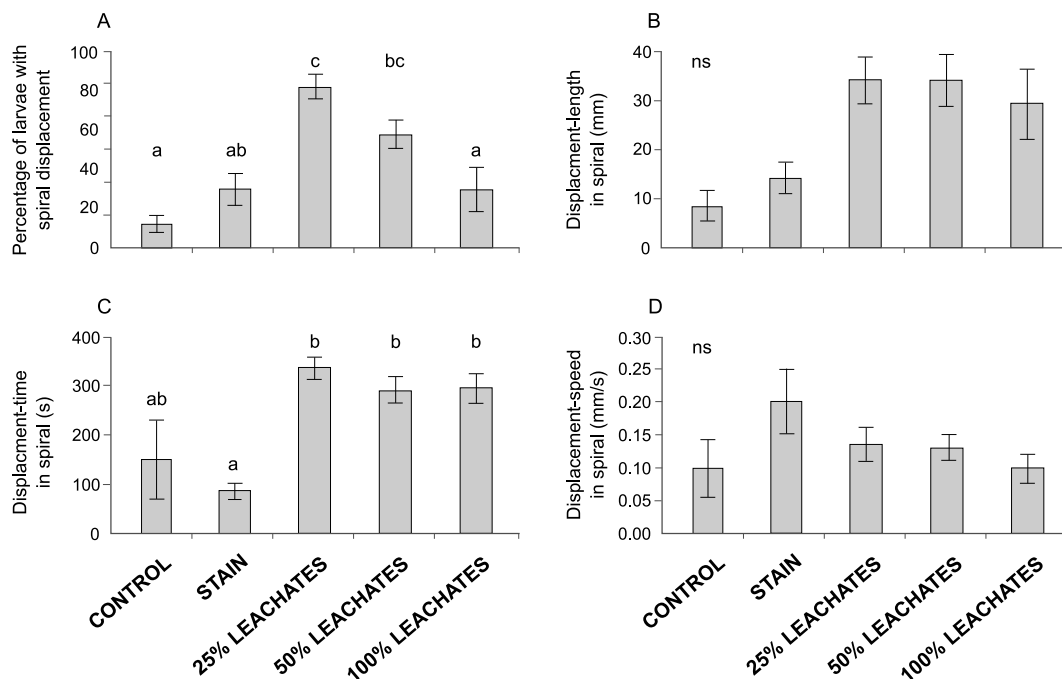 A
Percentage of larvae with
spiral displacement
100
80
60
40
20
0
a
ab
c
bc
a
B
Displacment-length
in spiral (mm)
40
30
20
10
0
ns
C
Displacment-time
in spiral (s)
400
300
200
100
0
ab
a
b
b
b
D
Displacement-speed
in spiral (mm/s)
0.30
0.25
0.20
0.15
0.10
0.05
0.00
ns
CONTROL
STAIN
25% LEACHATES
50% LEACHATES
100% LEACHATES
CONTROL
STAIN
25% LEACHATES
50% LEACHATES
100% LEACHATES